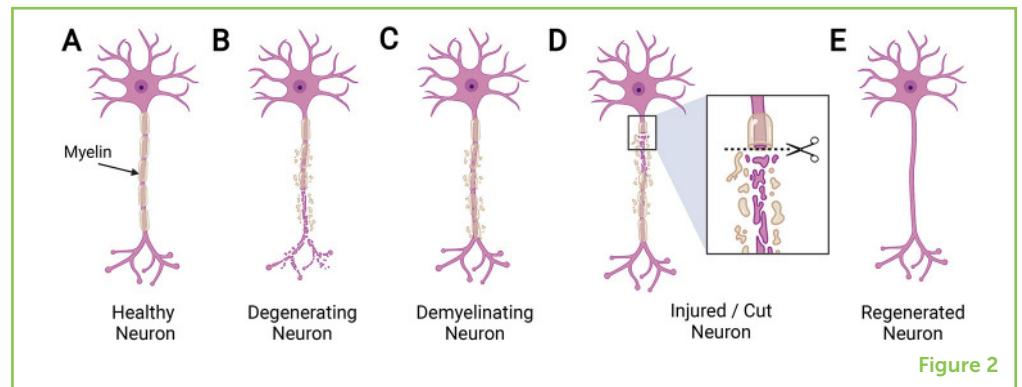 A
B
C
D
E
Myelin
Healthy
Neuron
Degenerating
Neuron
Demyelinating
Neuron
Injured / Cut
Neuron
Regenerated
Neuron
Figure 2